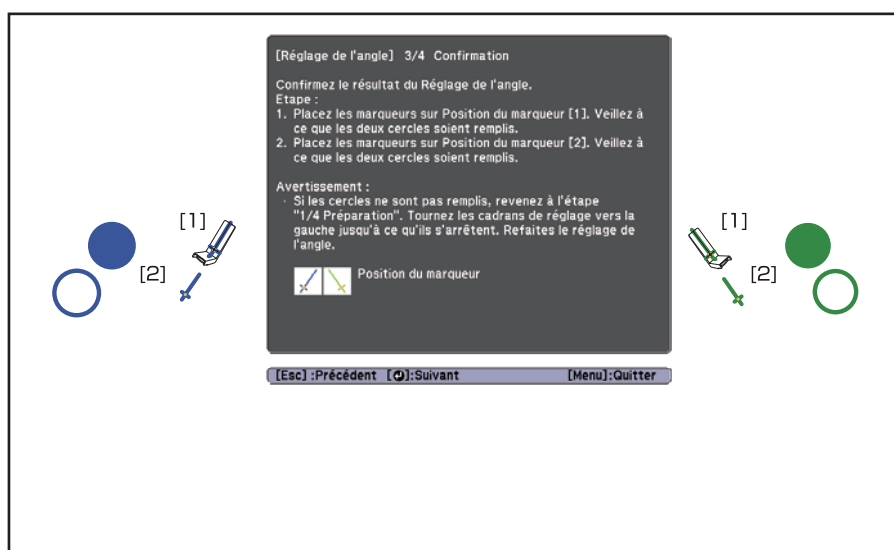 [Réglage de l'angle]  3/4  Confirmation
Confirmez le résultat du Réglage de l'angle.
Etape :
1. Placez les marqueurs sur Position du marqueur [1]. Veillez à
ce que les deux cercles soient remplis.
2. Placez les marqueurs sur Position du marqueur [2]. Veillez à
ce que les deux cercles soient remplis.
Avertissement :
· Si les cercles ne sont pas remplis, revenez à l'étape
"1/4 Préparation". Tournez les cadrans de réglage vers la
gauche jusqu'à ce qu'ils s'arrêtent. Refaites le réglage de
l'angle.
Position du marqueur
[1]
[2]
[1]
[2]
[Esc] :Précédent [↵]:Suivant [Menu]:Quitter